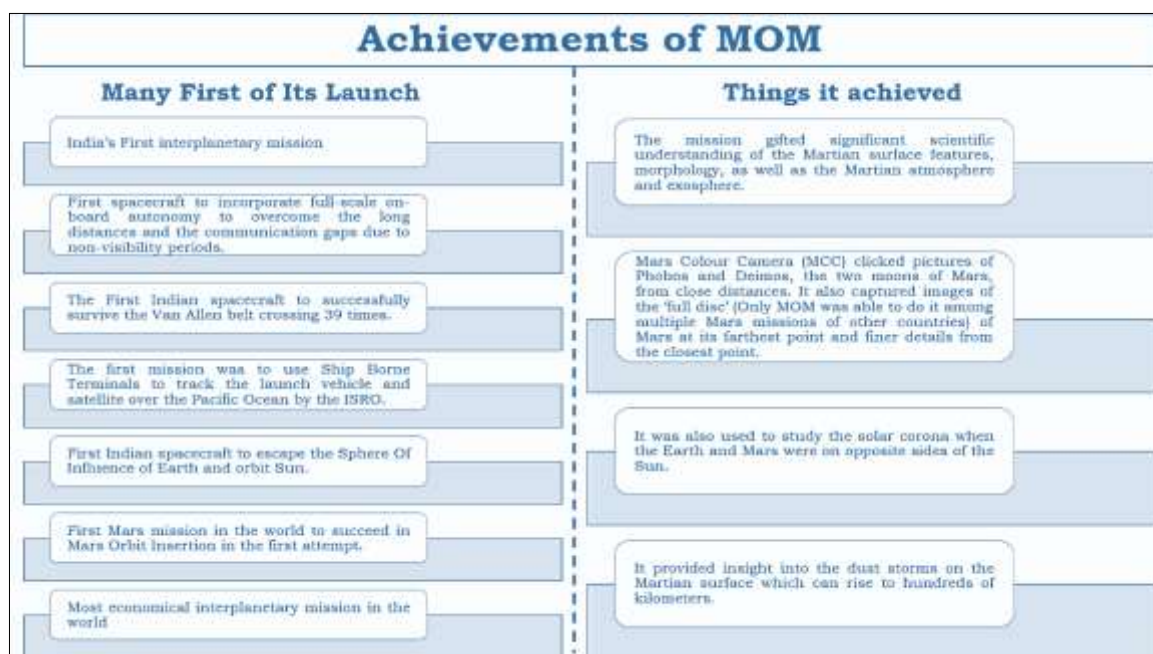 Achievements of MOM
Many First of Its Launch
India's First interplanetary mission
First spacecraft to incorporate full-scale on-
board autonomy to overcome the long
distances and the communication gaps due to
non-visibility periods.
The First Indian spacecraft to successfully
survive the Van Allen belt crossing 39 times.
The first mission was to use Ship Borne
Terminals to track the launch vehicle and
satellite over the Pacific Ocean by the ISRO.
First Indian spacecraft to escape the Sphere Of
Influence of Earth and orbit Sun.
First Mars mission in the world to succeed in
Mars Orbit Insertion in the first attempt.
Most economical interplanetary mission in the
world
Things it achieved
The mission gifted significant scientific
understanding of the Martian surface features,
morphology, as well as the Martian atmosphere
and exosphere.
Mars Colour Camera (MCC) clicked pictures of
Phobos and Deimos, the two moons of Mars,
from close distances. It also captured images of
the 'full disc' (Only MOM was able to do it among
multiple Mars missions of other countries) of
Mars at its farthest point and finer details from
the closest point.
It was also used to study the solar corona when
the Earth and Mars were on opposite sides of the
Sun.
It provided insight into the dust storms on the
Martian surface which can rise to hundreds of
kilometers.